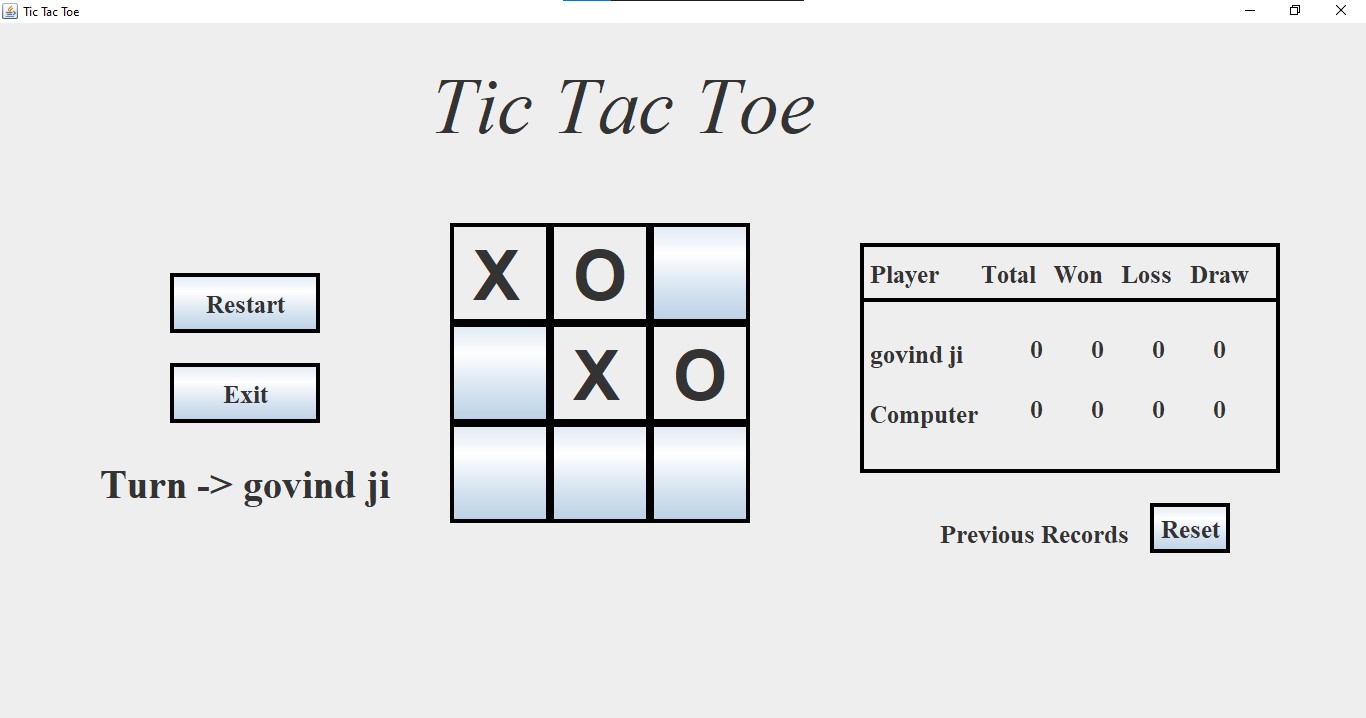 Tic Tac Toe
Tic Tac Toe
X O
X O
Restart
Exit
Turn -> govind ji
Player Total Won Loss Draw
govind ji 0 0 0 0
Computer 0 0 0 0
Previous Records Reset